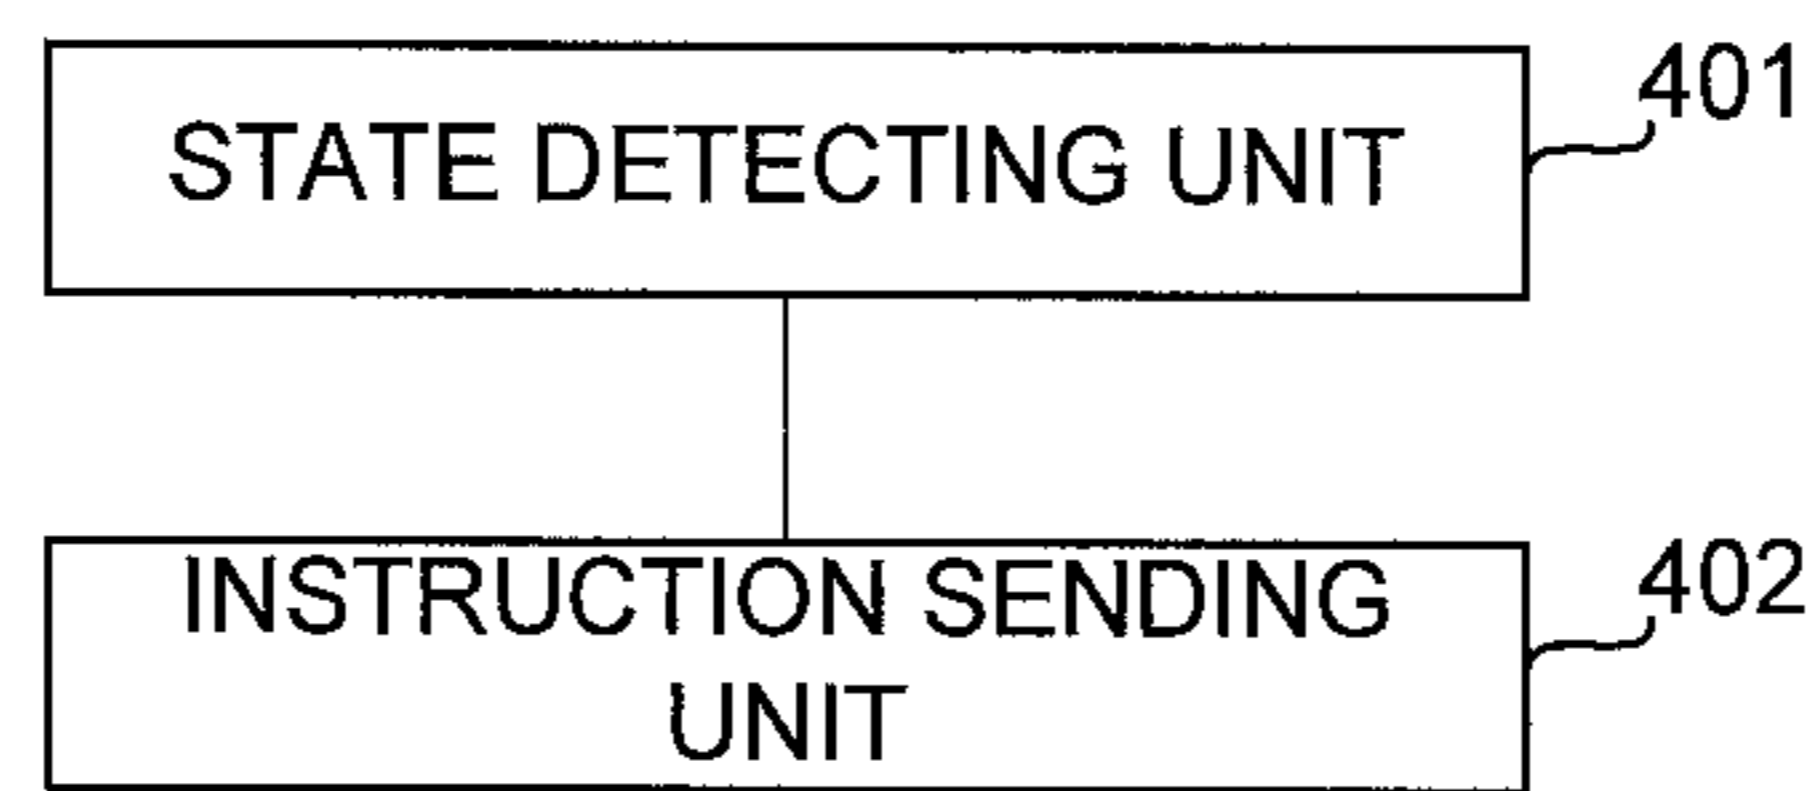 STATE DETECTING UNIT
401
INSTRUCTION SENDING
UNIT
402